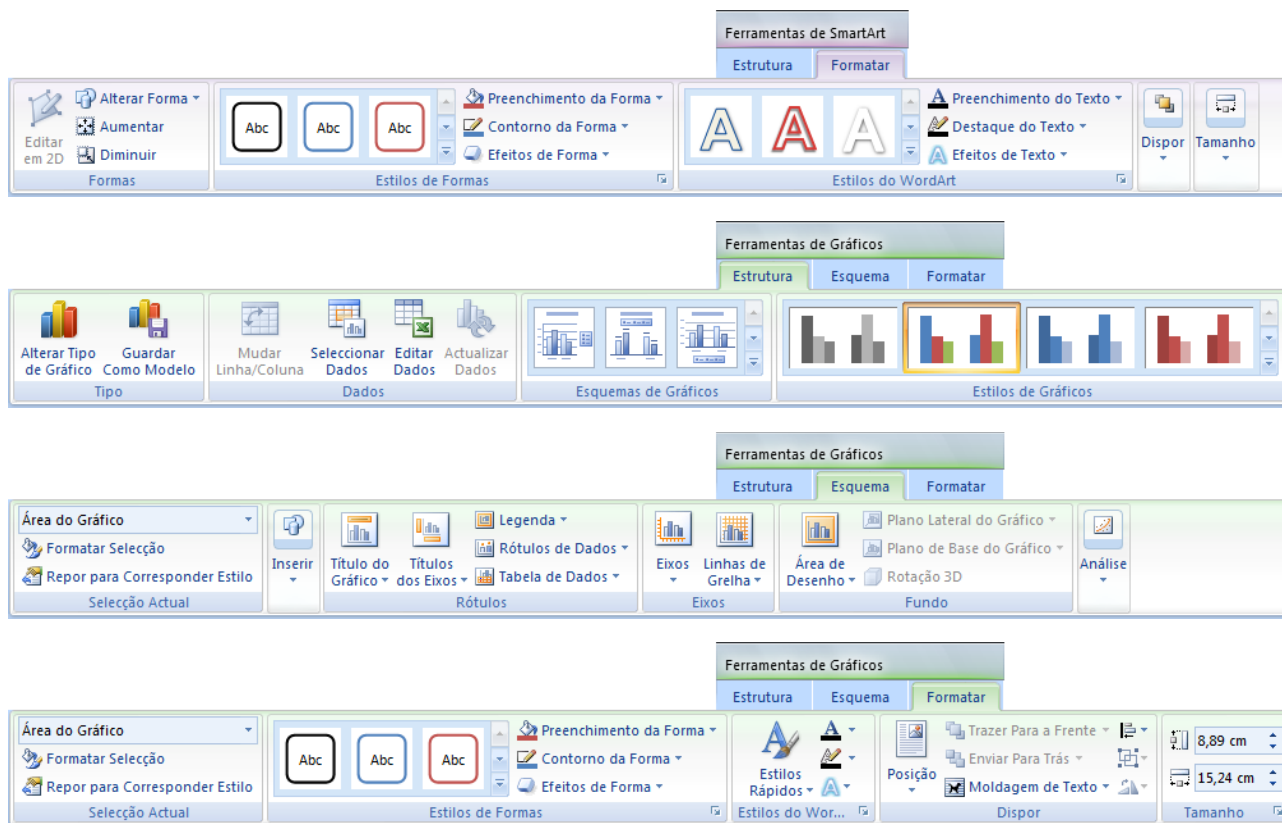 Ferramentas de SmartArt
Estrutura Formatar
Editar em 2D
Alterar Forma
Aumentar
Diminuir
Formas
Abc Abc Abc
Preenchimento da Forma
Contorno da Forma
Efeitos de Forma
Estilos de Formas
A A A
Preenchimento do Texto
Destaque do Texto
Efeitos de Texto
Estilos do WordArt
Dispor
Tamanho
Ferramentas de Gráficos
Estrutura Esquema Formatar
Alterar Tipo
de Gráfico
Guardar
Como Modelo
Tipo
Mudar
Linha/Coluna
Seleccionar
Dados
Editar
Dados
Actualizar
Dados
Dados
Esquemas de Gráficos
Estilos de Gráficos
Ferramentas de Gráficos
Estrutura Esquema Formatar
Área do Gráfico
Formatar Selecção
Repor para Corresponder Estilo
Selecção Actual
Inserir
Título do
Gráfico
Títulos
dos Eixos
Legenda
Rótulos de Dados
Tabela de Dados
Rótulos
Eixos
Linhas de
Grelha
Eixos
Área de
Desenho
Plano Lateral do Gráfico
Plano de Base do Gráfico
Rotação 3D
Fundo
Análise
Ferramentas de Gráficos
Estrutura Esquema Formatar
Área do Gráfico
Formatar Selecção
Repor para Corresponder Estilo
Selecção Actual
Abc Abc Abc
Preenchimento da Forma
Contorno da Forma
Efeitos de Forma
Estilos de Formas
Estilos
Rápidos
Estilos do Wor...
Posição
Trazer Para a Frente
Enviar Para Trás
Moldagem de Texto
Dispor
8,89 cm
15,24 cm
Tamanho